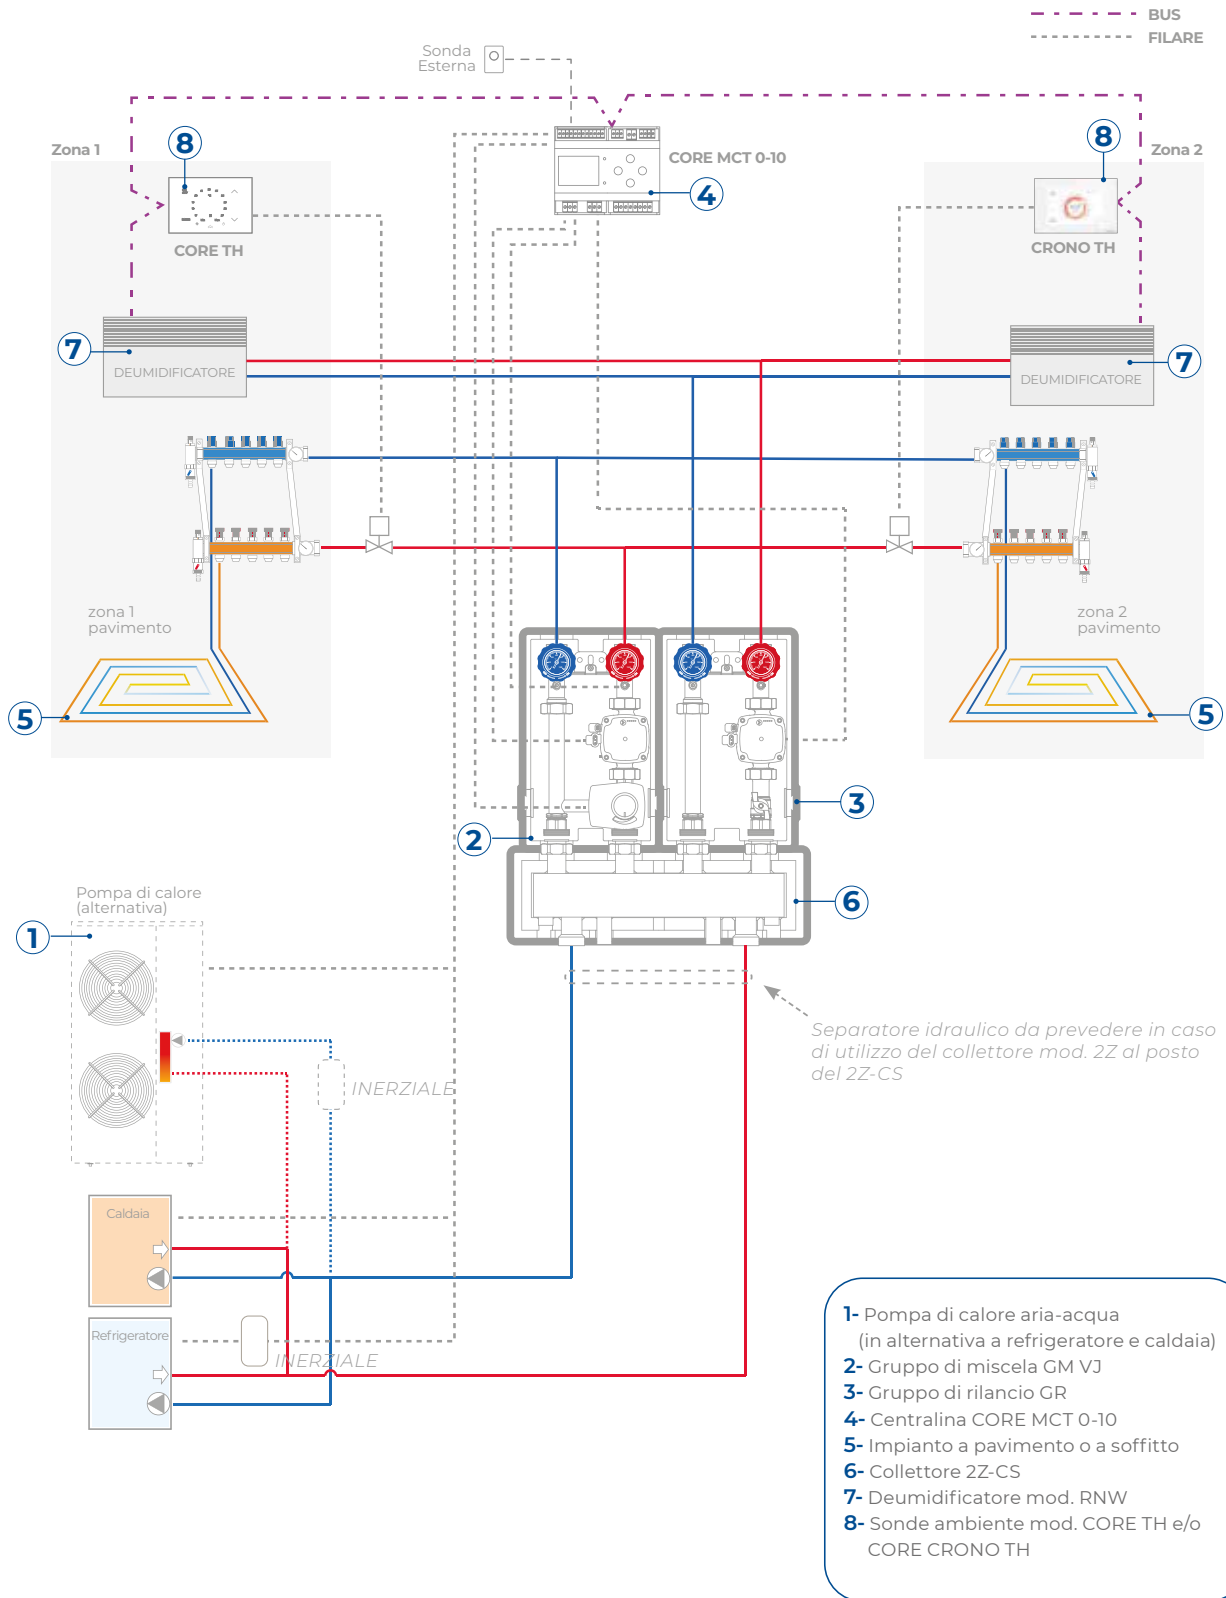 BUS
FILARE
Sonda
Esterna
Zona 1
8
CORE MCT 0-10
4
8
Zona 2
CORE TH
CRONO TH
7
DEUMIDIFICATORE
7
DEUMIDIFICATORE
zona 1
pavimento
zona 2
pavimento
5
5
3
2
6
Pompa di calore
(alternativa)
1
INERZIALE
Separatore idraulico da prevedere in caso
di utilizzo del collettore mod. 2Z al posto
del 2Z-CS
Caldaia
Refrigeratore
INERZIALE
1- Pompa di calore aria-acqua
(in alternativa a refrigeratore e caldaia)
2- Gruppo di miscela GM VJ
3- Gruppo di rilancio GR
4- Centralina CORE MCT 0-10
5- Impianto a pavimento o a soffitto
6- Collettore 2Z-CS
7- Deumidificatore mod. RNW
8- Sonde ambiente mod. CORE TH e/o
CORE CRONO TH